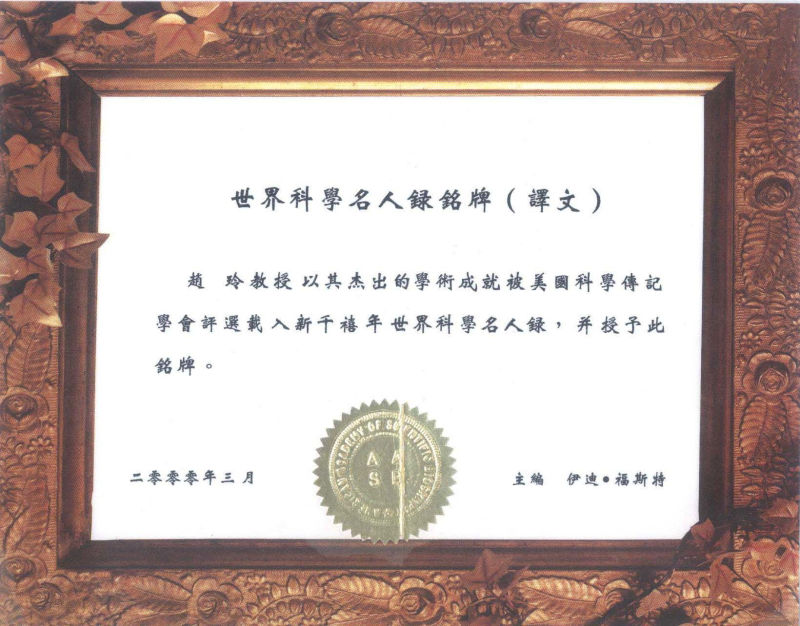 世界科學名人録銘牌（譯文）
趙 玲教授以其杰出的學術成就被美國科學傳記
學會評選載入新千禧年世界科學名人録，并授予此
銘牌。
二零零零年三月
主編 伊迪•福斯特
ACADEMY OF SCIENTIFIC
A A
S B